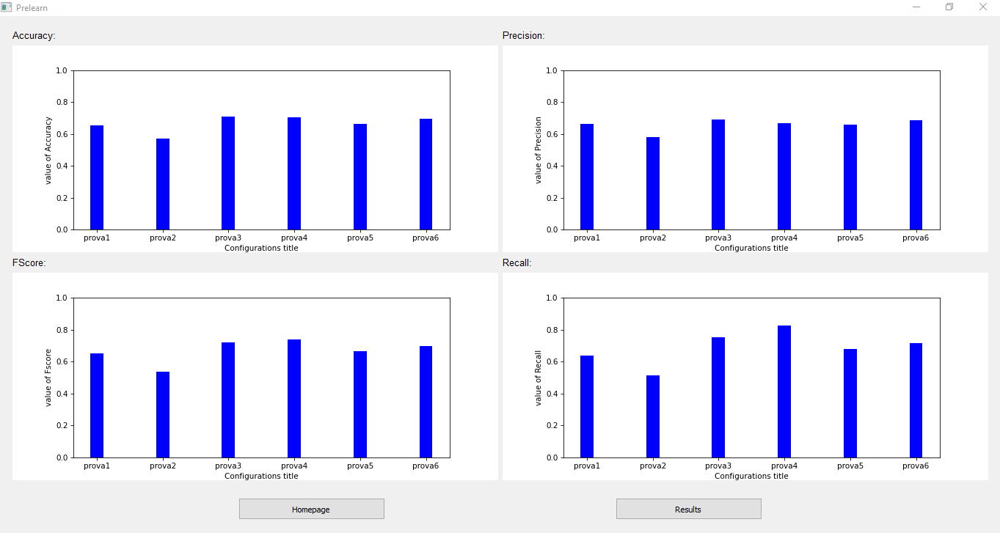 Prelearn
Accuracy:
1.0
0.8
0.6
0.4
0.2
0.0
value of Accuracy
prova1 prova2 prova3 prova4 prova5 prova6
Configurations title
Precision:
1.0
0.8
0.6
0.4
0.2
0.0
value of Precision
prova1 prova2 prova3 prova4 prova5 prova6
Configurations title
FScore:
1.0
0.8
0.6
0.4
0.2
0.0
value of Fscore
prova1 prova2 prova3 prova4 prova5 prova6
Configurations title
Recall:
1.0
0.8
0.6
0.4
0.2
0.0
value of Recall
prova1 prova2 prova3 prova4 prova5 prova6
Configurations title
Homepage
Results